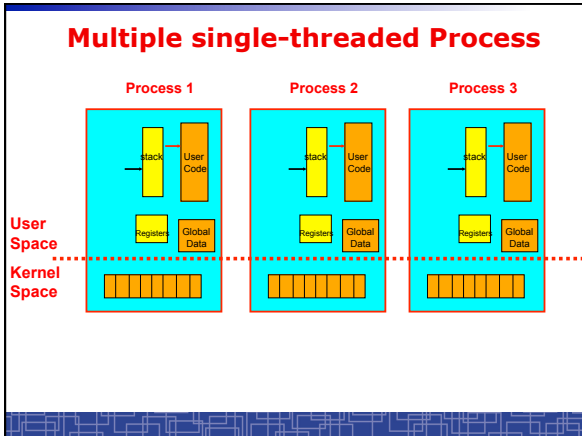 Multiple single-threaded Process
Process 1 Process 2 Process 3
stack User Code stack User Code stack User Code
Registers Global Data Registers Global Data Registers Global Data
User Space
Kernel Space